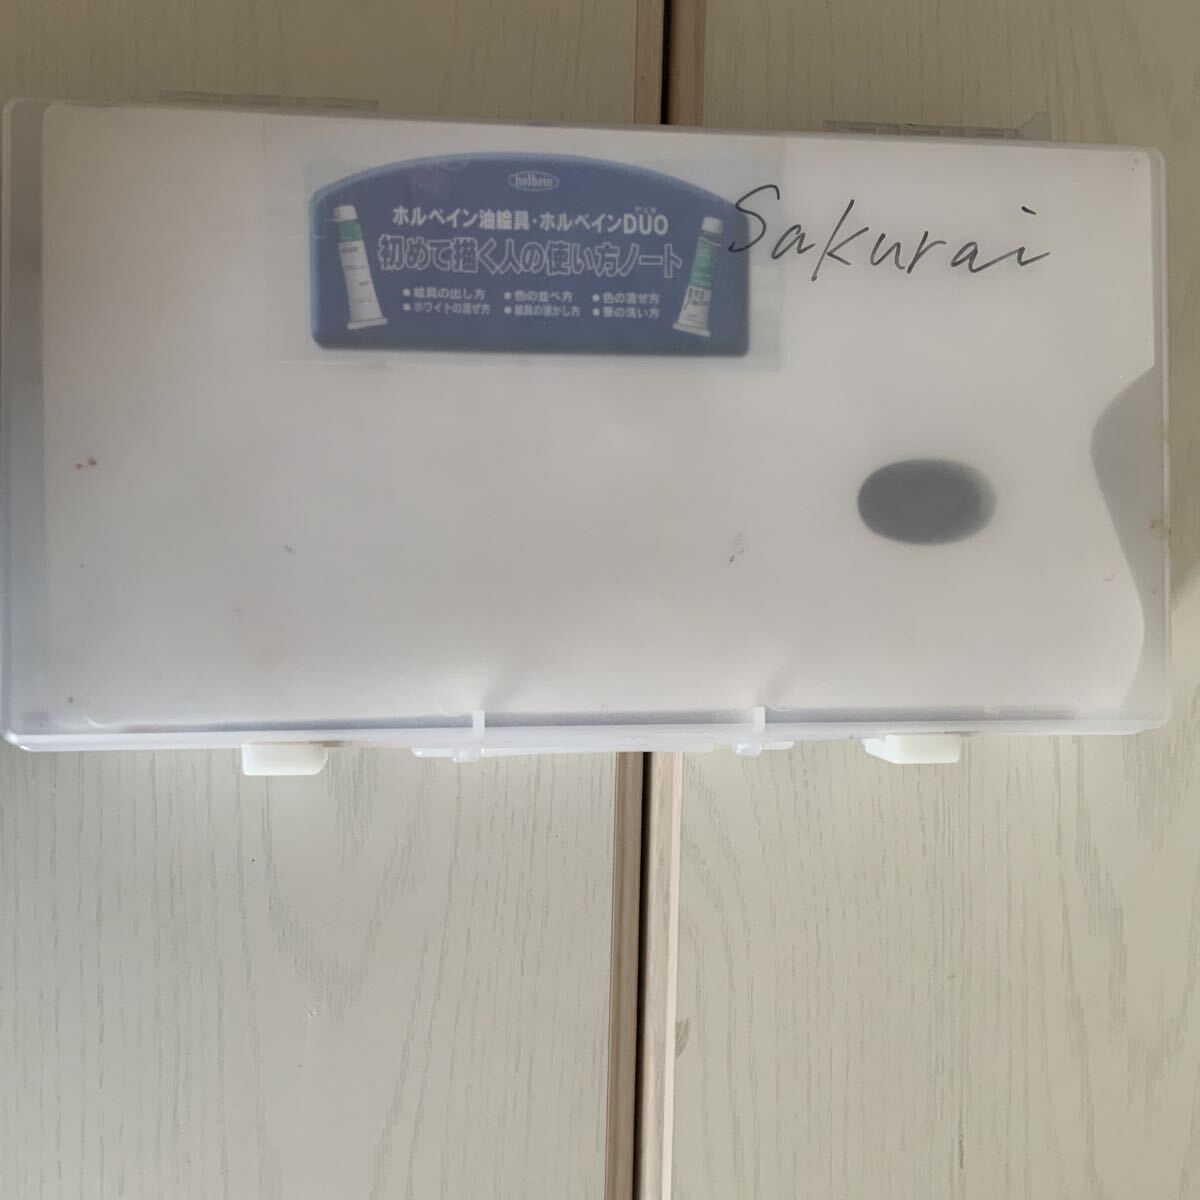 holbein
デュオ
ホルベイン油絵具・ホルベインDUO
初めて描く人の使い方ノート
●絵具の出し方 ●色の並べ方 ●色の混ぜ方
●ホワイトの混ぜ方 ●絵具の溶かし方 ●筆の洗い方
Sakurai